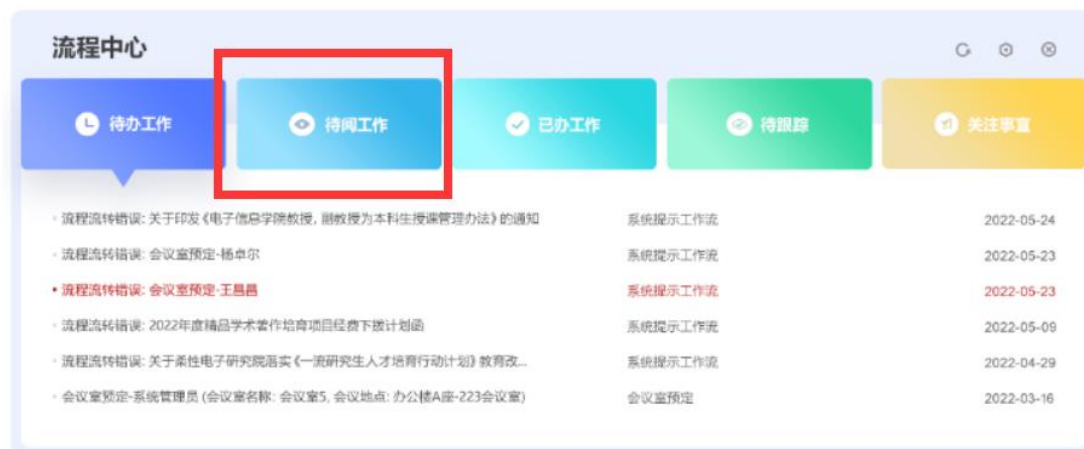 流程中心
待办工作
待阅工作
已办工作
待跟踪
关注事宜
流程流转错误: 关于印发《电子信息学院教授, 副教授为本科生授课管理办法》的通知 系统提示工作流 2022-05-24
流程流转错误: 会议室预定-杨卓尔 系统提示工作流 2022-05-23
流程流转错误: 会议室预定-王昌昌 系统提示工作流 2022-05-23
流程流转错误: 2022年度精品学术著作培育项目经费下拨计划函 系统提示工作流 2022-05-09
流程流转错误: 关于柔性电子研究院落实《一流研究生人才培育行动计划》教育改... 系统提示工作流 2022-04-29
会议室预定-系统管理员 (会议室名称: 会议室5, 会议地点: 办公楼A座-223会议室) 会议室预定 2022-03-16